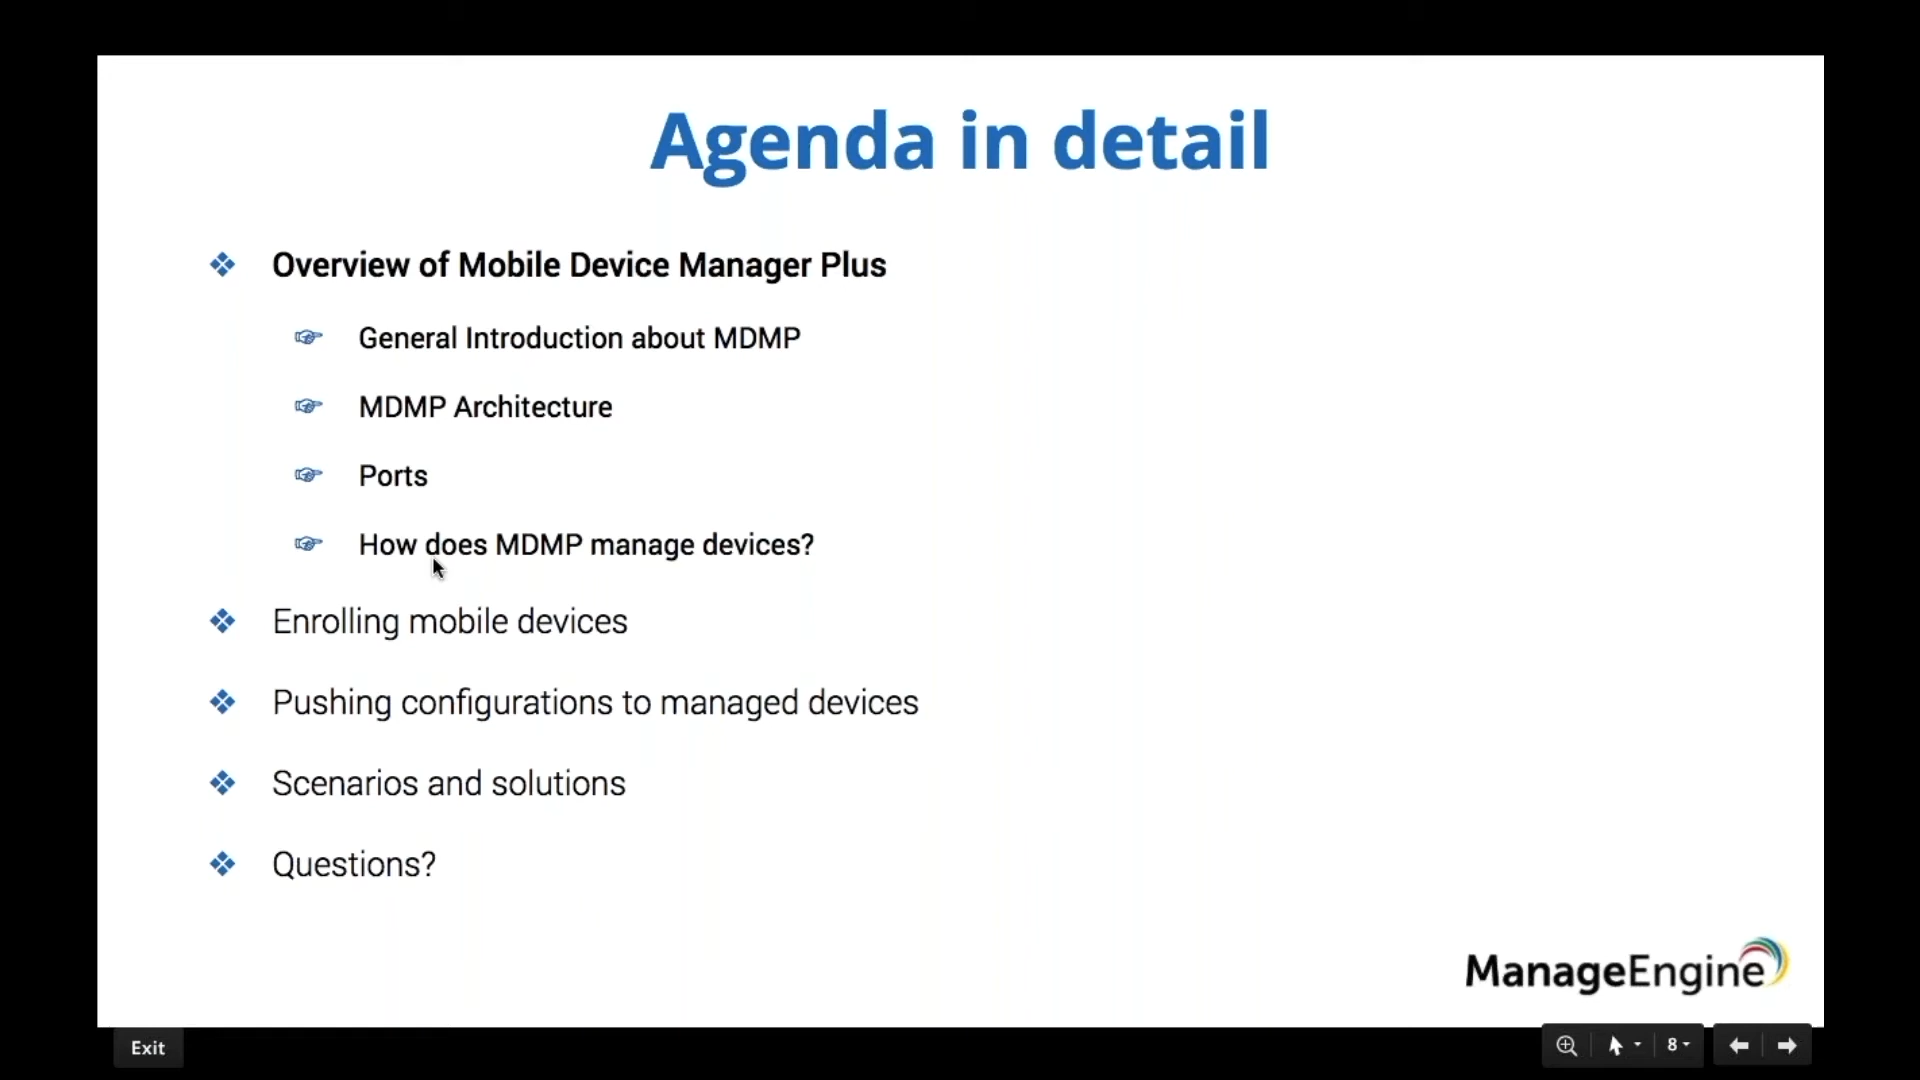 Agenda in detail
Overview of Mobile Device Manager Plus
General Introduction about MDMP
MDMP Architecture
Ports
How does MDMP manage devices?
Enrolling mobile devices
Pushing configurations to managed devices
Scenarios and solutions
Questions?
ManageEngine
Exit
8